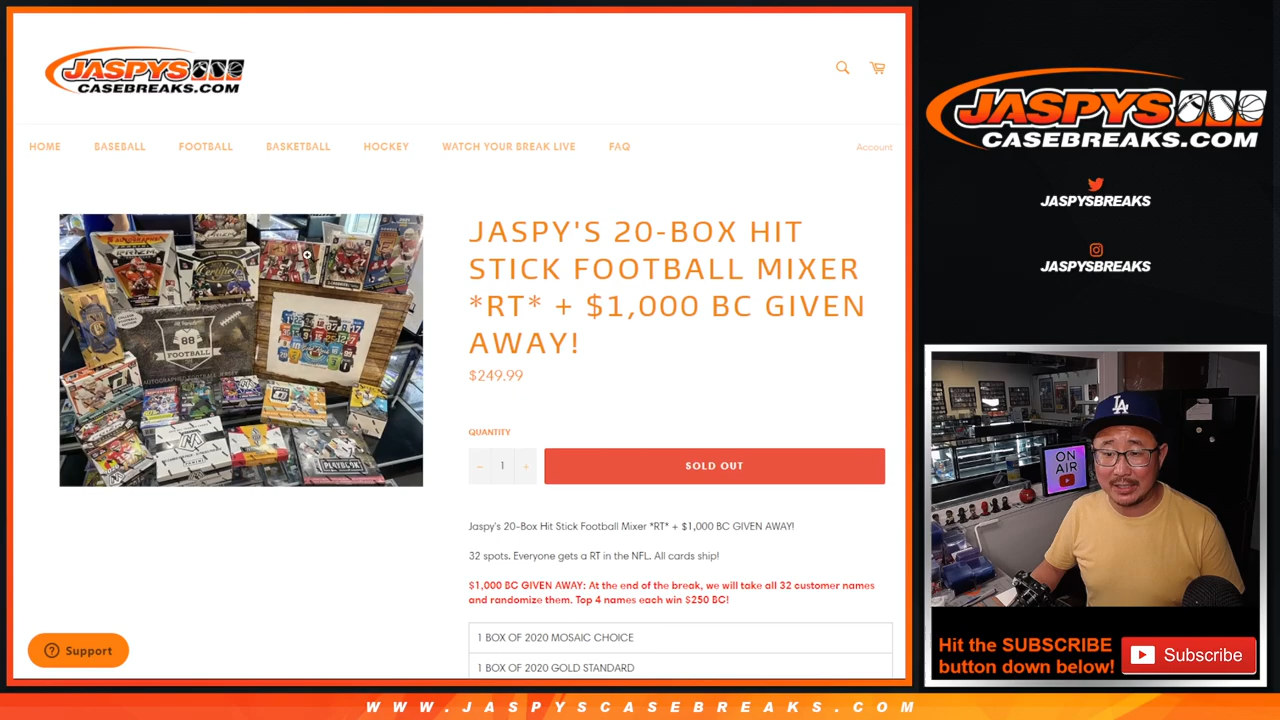 JASPYS
CASEBREAKS.COM
HOME BASEBALL FOOTBALL BASKETBALL HOCKEY WATCH YOUR BREAK LIVE FAQ Account
JASPY'S 20-BOX HIT
STICK FOOTBALL MIXER
*RT* + $1,000 BC GIVEN
AWAY!
$249.99
QUANTITY
− 1 +
SOLD OUT
Jaspy's 20-Box Hit Stick Football Mixer *RT* + $1,000 BC GIVEN AWAY!
32 spots. Everyone gets a RT in the NFL. All cards ship!
$1,000 BC GIVEN AWAY: At the end of the break, we will take all 32 customer names
and randomize them. Top 4 names each win $250 BC!
1 BOX OF 2020 MOSAIC CHOICE
1 BOX OF 2020 GOLD STANDARD
Support
Certified
88
FOOTBALL
PLAYBOOK
JASPYS
CASEBREAKS.COM
JASPYSBREAKS
JASPYSBREAKS
ON
AIR
LA
Hit the SUBSCRIBE
button down below!
Subscribe
WWW.JASPYSCASEBREAKS.COM